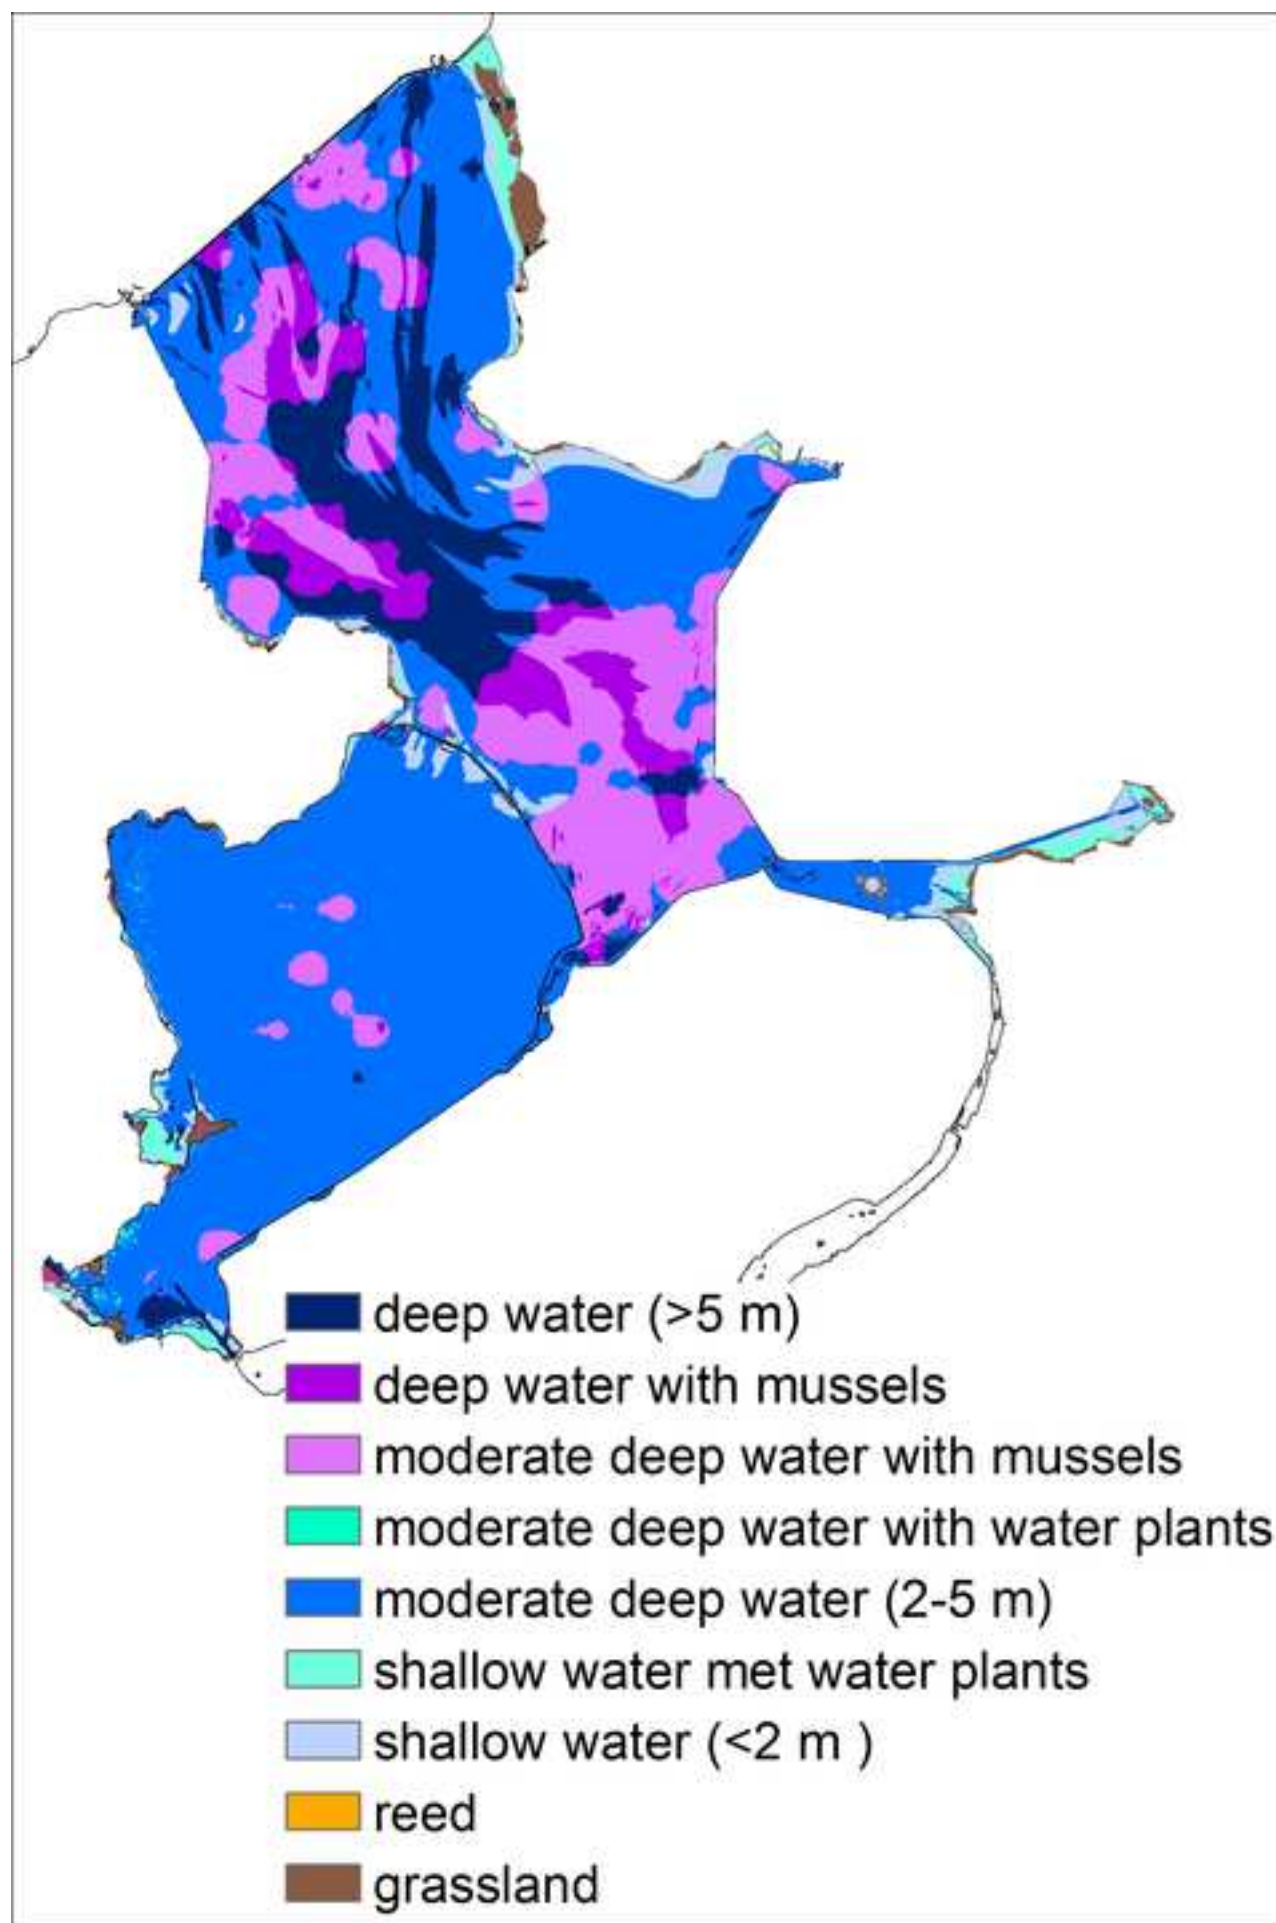 deep water (>5 m)
deep water with mussels
moderate deep water with mussels
moderate deep water with water plants
moderate deep water (2-5 m)
shallow water met water plants
shallow water (<2 m )
reed
grassland